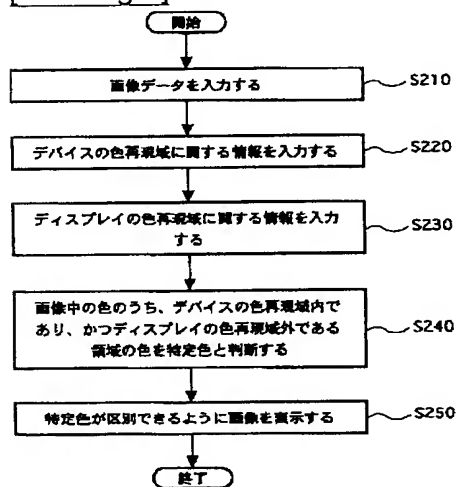 開始
画像データを入力する
S210
デバイスの色再現域に関する情報を入力する
S220
ディスプレイの色再現域に関する情報を入力
する
S230
画像中の色のうち、デバイスの色再現域内で
あり、かつディスプレイの色再現域外である
領域の色を特定色と判断する
S240
特定色が区別できるように画像を表示する
S250
終了